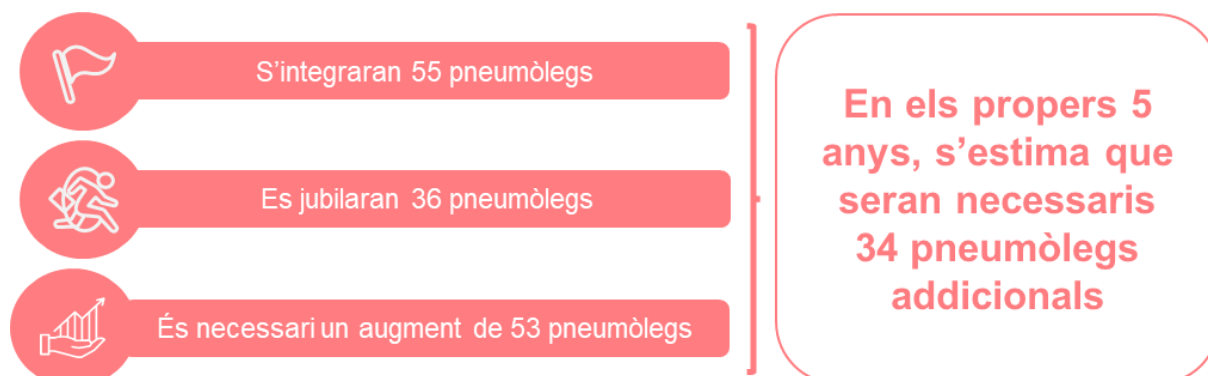 S’integraran 55 pneumòlegs
Es jubilaran 36 pneumòlegs
És necessari un augment de 53 pneumòlegs
En els propers 5
anys, s’estima que
seran necessaris
34 pneumòlegs
addicionals